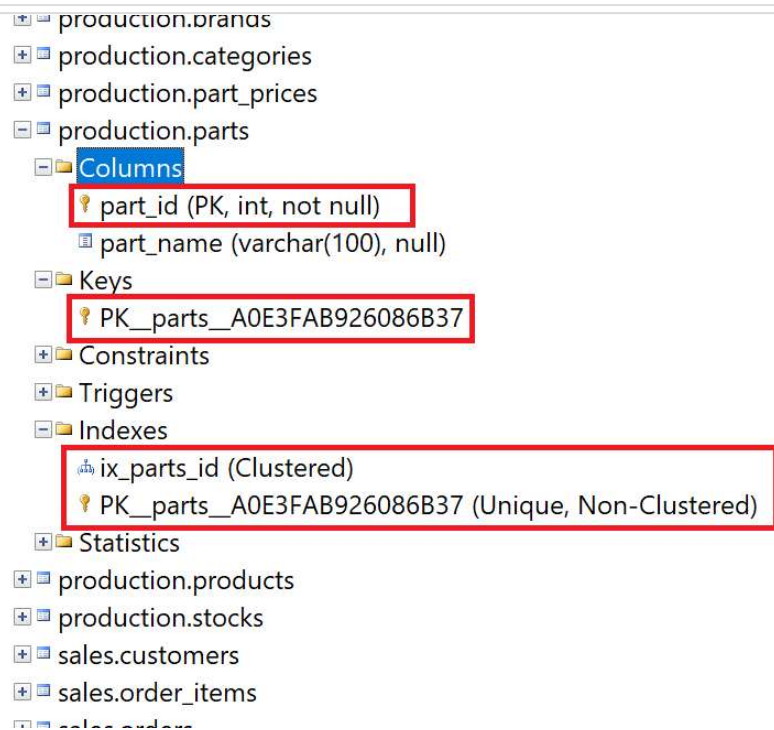 production.brands
production.categories
production.part_prices
production.parts
Columns
part_id (PK, int, not null)
part_name (varchar(100), null)
Keys
PK__parts__A0E3FAB926086B37
Constraints
Triggers
Indexes
ix_parts_id (Clustered)
PK__parts__A0E3FAB926086B37 (Unique, Non-Clustered)
Statistics
production.products
production.stocks
sales.customers
sales.order_items
sales.orders